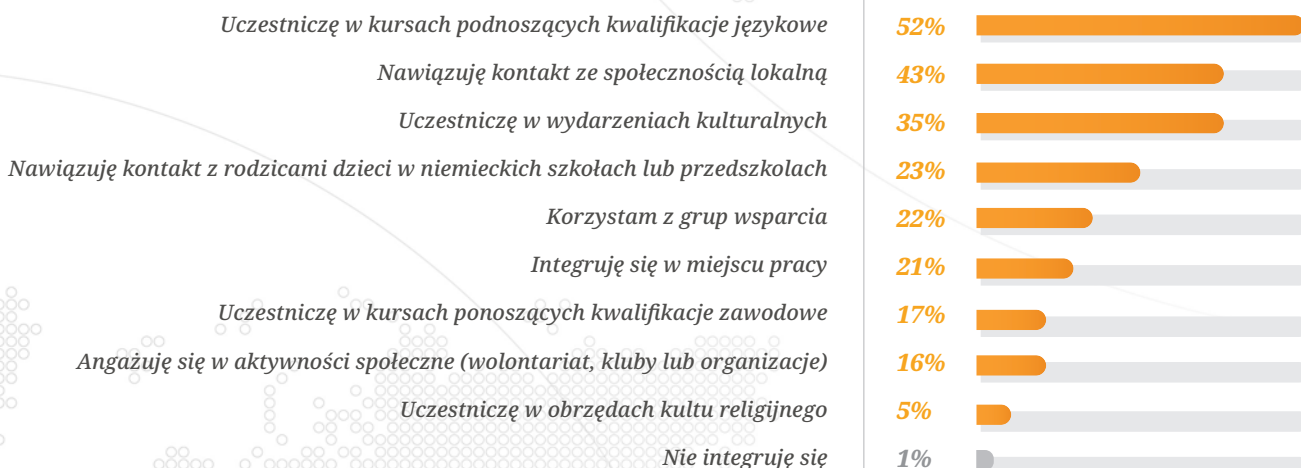 Uczestniczę w kursach podnoszących kwalifikacje językowe 52%
Nawiązuję kontakt ze społecznością lokalną 43%
Uczestniczę w wydarzeniach kulturalnych 35%
Nawiązuję kontakt z rodzicami dzieci w niemieckich szkołach lub przedszkolach 23%
Korzystam z grup wsparcia 22%
Integruję się w miejscu pracy 21%
Uczestniczę w kursach ponoszących kwalifikacje zawodowe 17%
Angażuję się w aktywności społeczne (wolontariat, kluby lub organizacje) 16%
Uczestniczę w obrzędach kultu religijnego 5%
Nie integruję się 1%